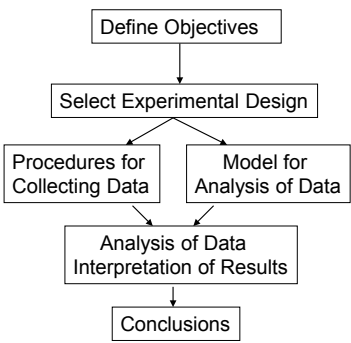 Define Objectives
Select Experimental Design
Procedures for
Collecting Data
Model for
Analysis of Data
Analysis of Data
Interpretation of Results
Conclusions